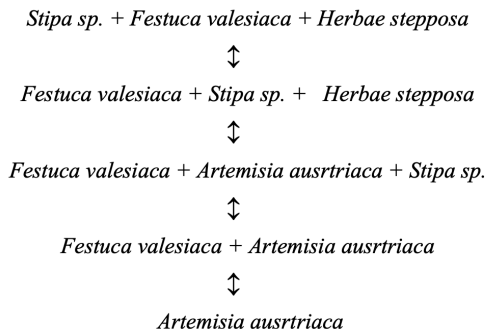 Stipa sp. + Festuca valesiaca + Herbae stepposa
↕
Festuca valesiaca + Stipa sp. + Herbae stepposa
↕
Festuca valesiaca + Artemisia ausrtriaca + Stipa sp.
↕
Festuca valesiaca + Artemisia ausrtriaca
↕
Artemisia ausrtriaca